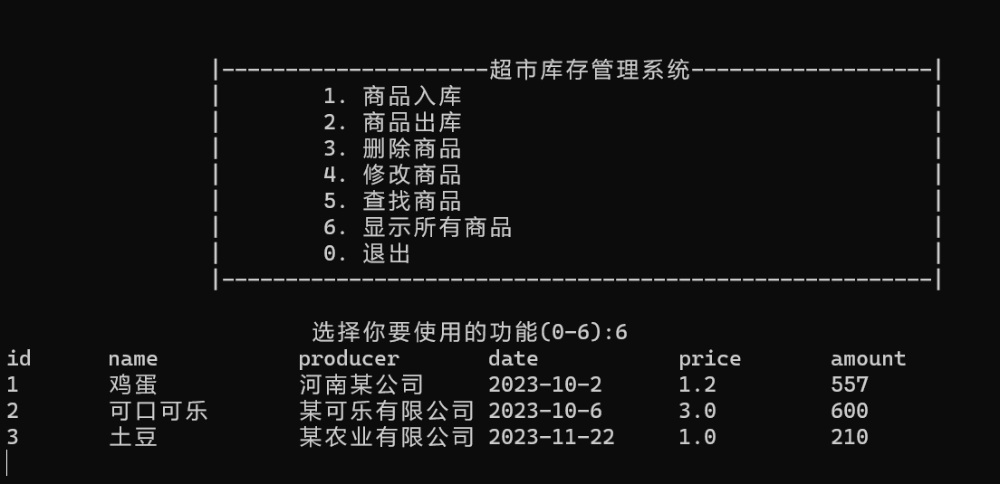 |---------------------超市库存管理系统-------------------|
| 1. 商品入库 |
| 2. 商品出库 |
| 3. 删除商品 |
| 4. 修改商品 |
| 5. 查找商品 |
| 6. 显示所有商品 |
| 0. 退出 |
|--------------------------------------------------------|
选择你要使用的功能(0-6):6
id name producer date price amount
1 鸡蛋 河南某公司 2023-10-2 1.2 557
2 可口可乐 某可乐有限公司 2023-10-6 3.0 600
3 土豆 某农业有限公司 2023-11-22 1.0 210